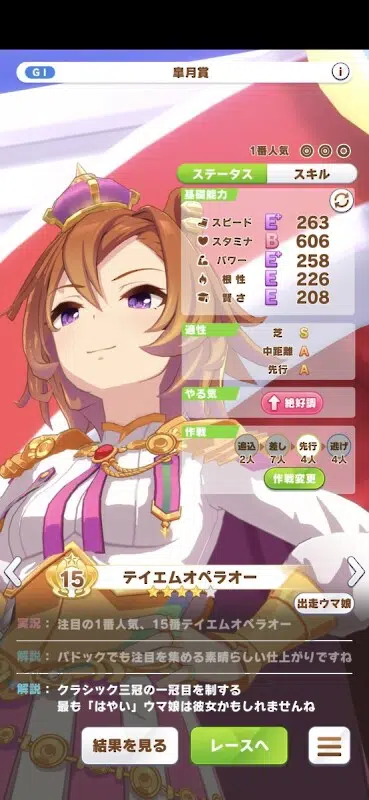 GⅠ
皐月賞
i
1番人気 ◎ ◎ ◎
ステータス スキル
基礎能力
スピード E+ 263
スタミナ B 606
パワー E+ 258
根性 E 226
賢さ E 208
適性
芝 S
中距離 A
先行 A
やる気 絶好調
作戦
追込 差し 先行 逃げ
2人 7人 4人 4人
作戦変更
15 テイエムオペラオー
出走ウマ娘
実況： 注目の1番人気、15番テイエムオペラオー
解説： パドックでも注目を集める素晴らしい仕上がりですね
解説： クラシック三冠の一冠目を制する
最も「はやい」ウマ娘は彼女かもしれませんね
結果を見る レースへ